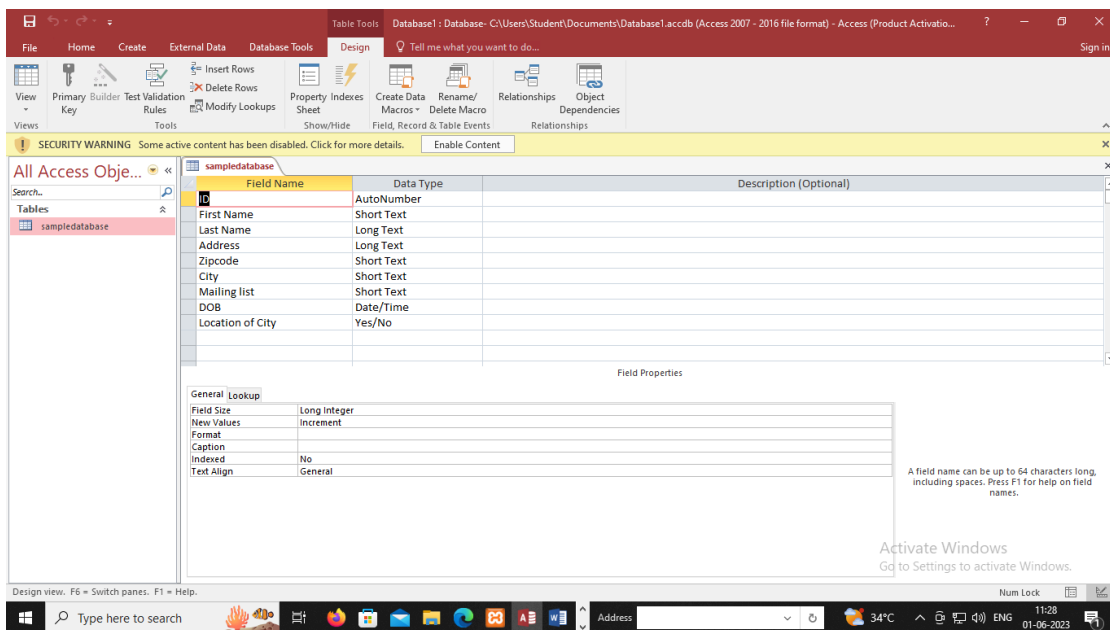 Table Tools Database1 : Database- C:\Users\Student\Documents\Database1.accdb (Access 2007 - 2016 file format) - Access (Product Activatio... ?
File Home Create External Data Database Tools Design Tell me what you want to do... Sign in
View Primary Key Builder Test Validation Rules Insert Rows Delete Rows Modify Lookups Property Sheet Indexes Create Data Macros Rename/ Delete Macro Relationships Object Dependencies
Views Tools Show/Hide Field, Record & Table Events Relationships
SECURITY WARNING Some active content has been disabled. Click for more details. Enable Content
All Access Obje...
Search..
Tables
sampledatabase
sampledatabase
Field Name Data Type Description (Optional)
ID AutoNumber
First Name Short Text
Last Name Long Text
Address Long Text
Zipcode Short Text
City Short Text
Mailing list Short Text
DOB Date/Time
Location of City Yes/No
Field Properties
General Lookup
Field Size Long Integer
New Values Increment
Format
Caption
Indexed No
Text Align General
A field name can be up to 64 characters long,
including spaces. Press F1 for help on field
names.
Activate Windows
Go to Settings to activate Windows.
Design view. F6 = Switch panes. F1 = Help. Num Lock
Type here to search Address 34°C ENG 11:28
01-06-2023